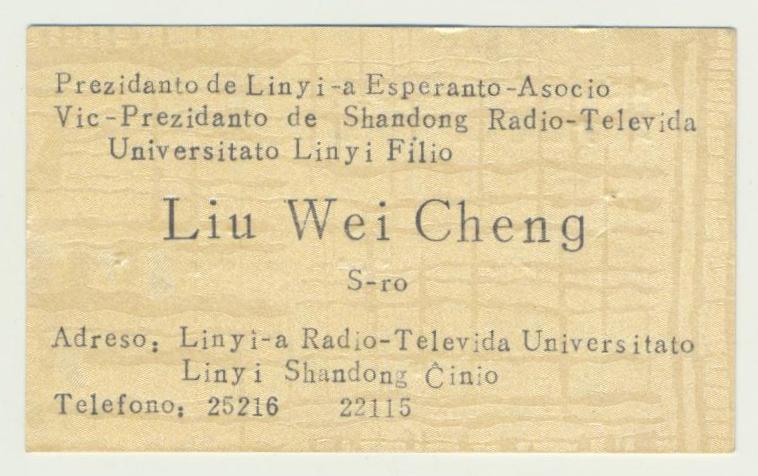 Prezidanto de Linyi-a Esperanto-Asocio
Vic-Prezidanto de Shandong Radio-Televida
Universitato Linyi Filio
Liu Wei Cheng
S-ro
Adreso: Linyi-a Radio-Televida Universitato
Linyi Shandong Ĉinio
Telefono: 25216 22115